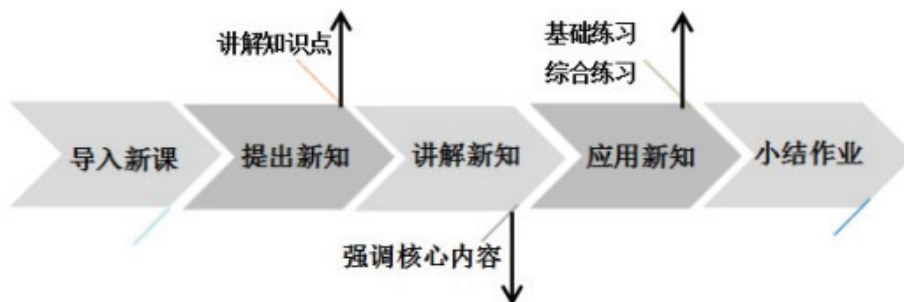 讲解知识点
基础练习
综合练习
导入新课
提出新知
讲解新知
应用新知
小结作业
强调核心内容